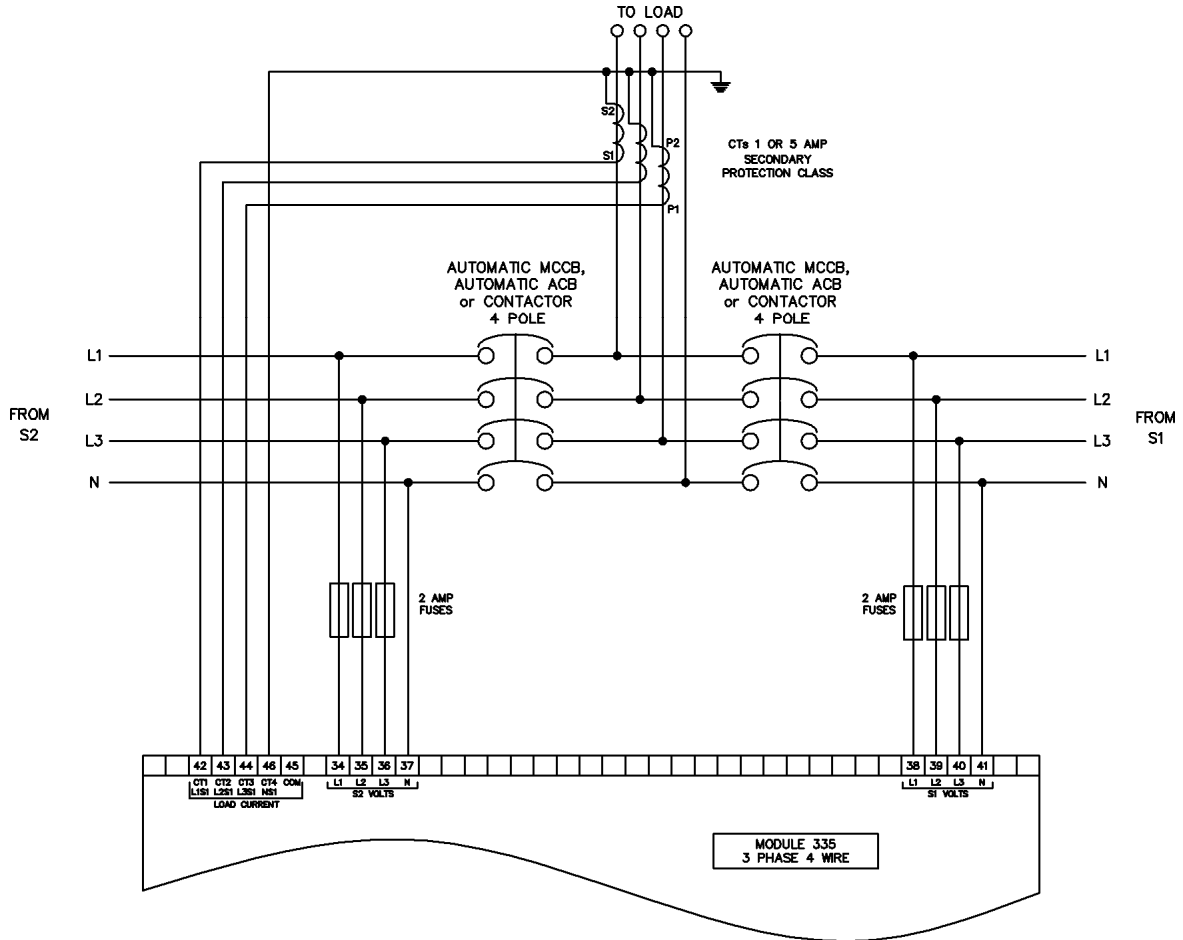 TO LOAD
S2
S1
P2
P1
CTs 1 OR 5 AMP
SECONDARY
PROTECTION CLASS
AUTOMATIC MCCB,
AUTOMATIC ACB
or CONTACTOR
4 POLE
AUTOMATIC MCCB,
AUTOMATIC ACB
or CONTACTOR
4 POLE
FROM
S2
L1
L2
L3
N
L1
L2
L3
N
FROM
S1
2 AMP
FUSES
2 AMP
FUSES
42 43 44 46 45 34 35 36 37 38 39 40 41
CT1 CT2 CT3 CT4 COM L1 L2 L3 N L1 L2 L3 N
L1S1 L2S1 L3S1 NS1 S2 VOLTS S1 VOLTS
LOAD CURRENT
MODULE 335
3 PHASE 4 WIRE